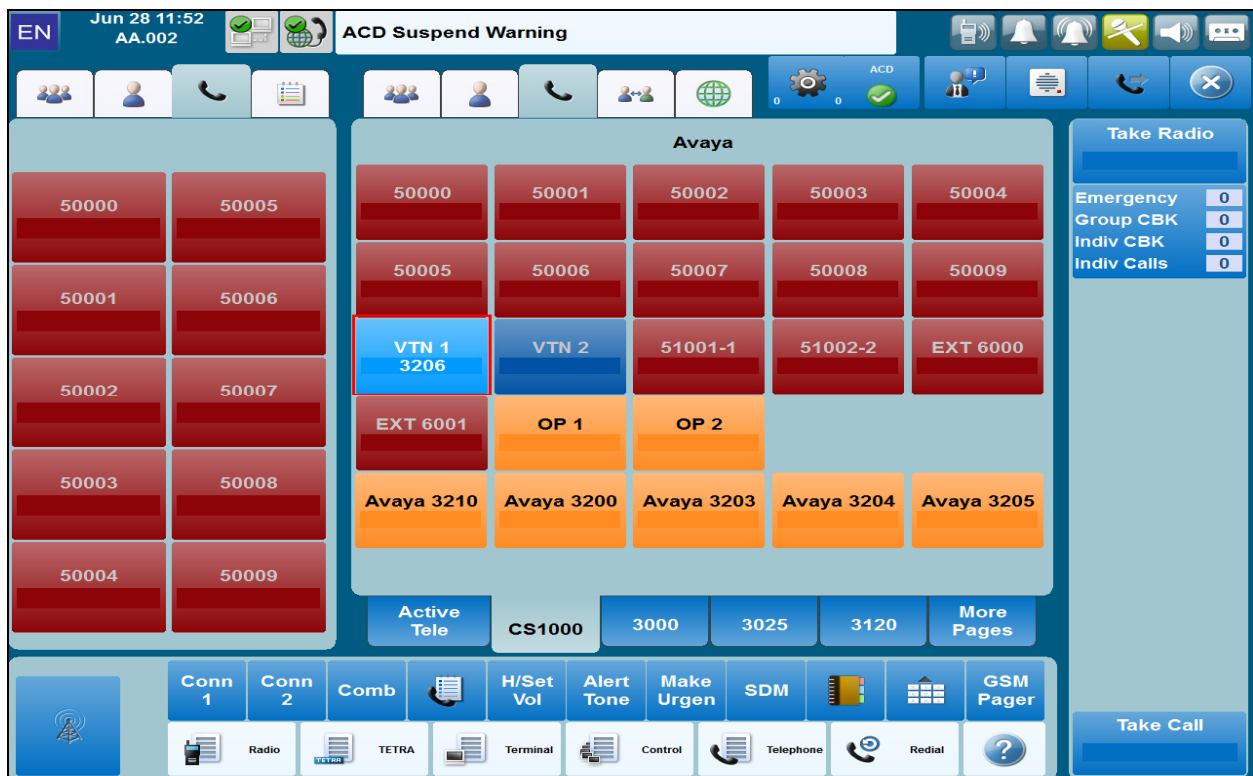 EN
Jun 28 11:52
AA.002
ACD Suspend Warning
0
0
ACD
50000
50005
50001
50006
50002
50007
50003
50008
50004
50009
Avaya
50000
50001
50002
50003
50004
50005
50006
50007
50008
50009
VTN 1
3206
VTN 2
51001-1
51002-2
EXT 6000
EXT 6001
OP 1
OP 2
Avaya 3210
Avaya 3200
Avaya 3203
Avaya 3204
Avaya 3205
Active
Tele
CS1000
3000
3025
3120
More
Pages
Take Radio
Emergency 0
Group CBK 0
Indiv CBK 0
Indiv Calls 0
Take Call
Conn
1
Conn
2
Comb
H/Set
Vol
Alert
Tone
Make
Urgen
SDM
GSM
Pager
Radio
TETRA
TETRA
Terminal
Control
Telephone
Redial
?